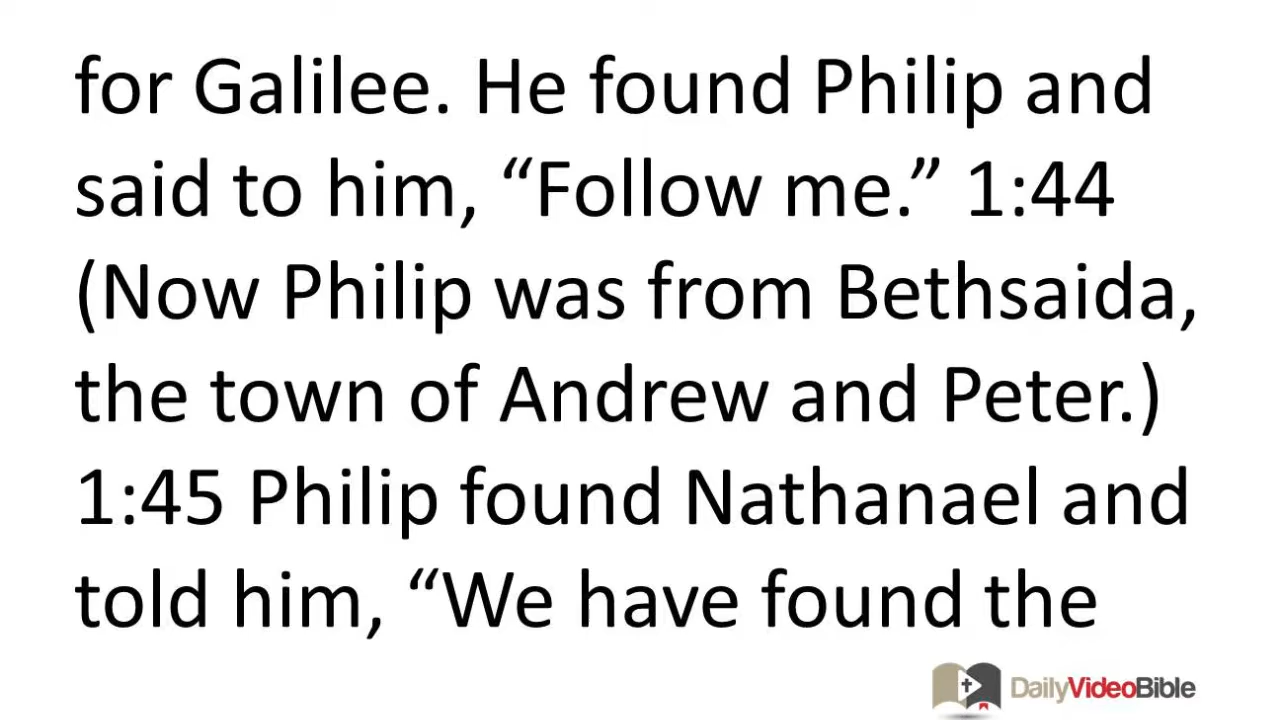 for Galilee. He found Philip and
said to him, “Follow me.” 1:44
(Now Philip was from Bethsaida,
the town of Andrew and Peter.)
1:45 Philip found Nathanael and
told him, “We have found the
DailyVideoBible